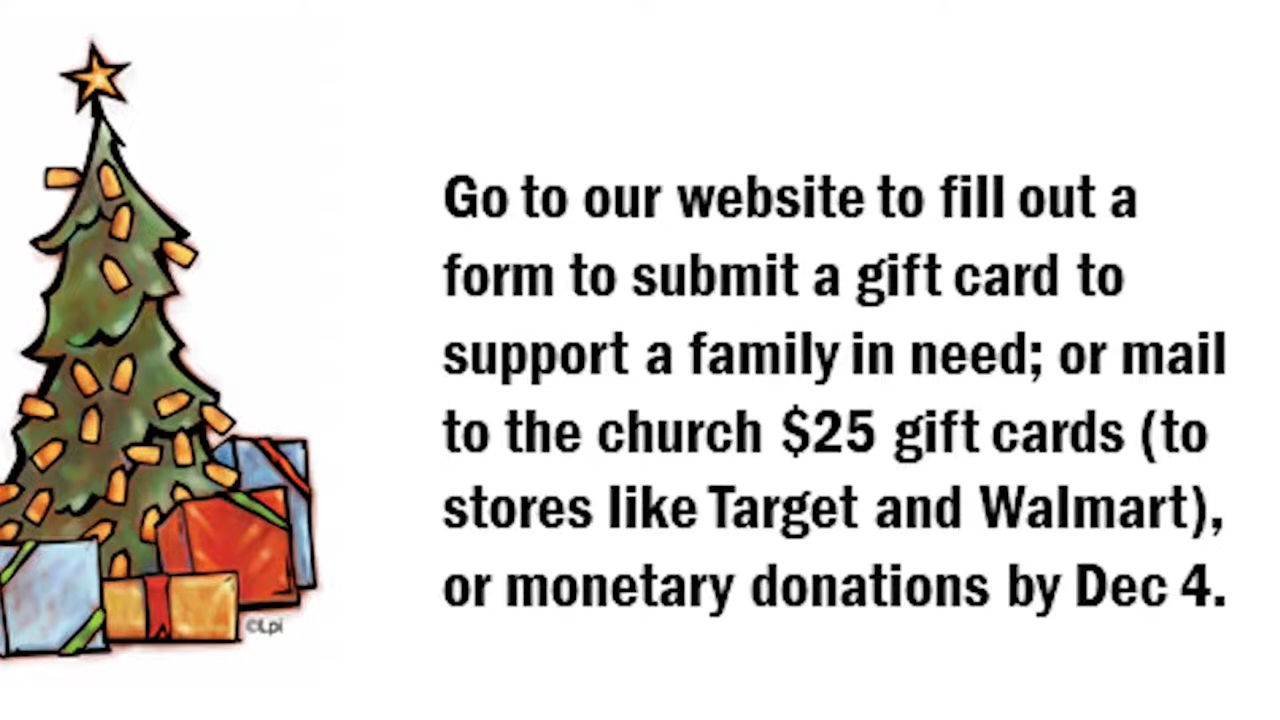 Go to our website to fill out a
form to submit a gift card to
support a family in need; or mail
to the church $25 gift cards (to
stores like Target and Walmart),
or monetary donations by Dec 4.
©Lpi